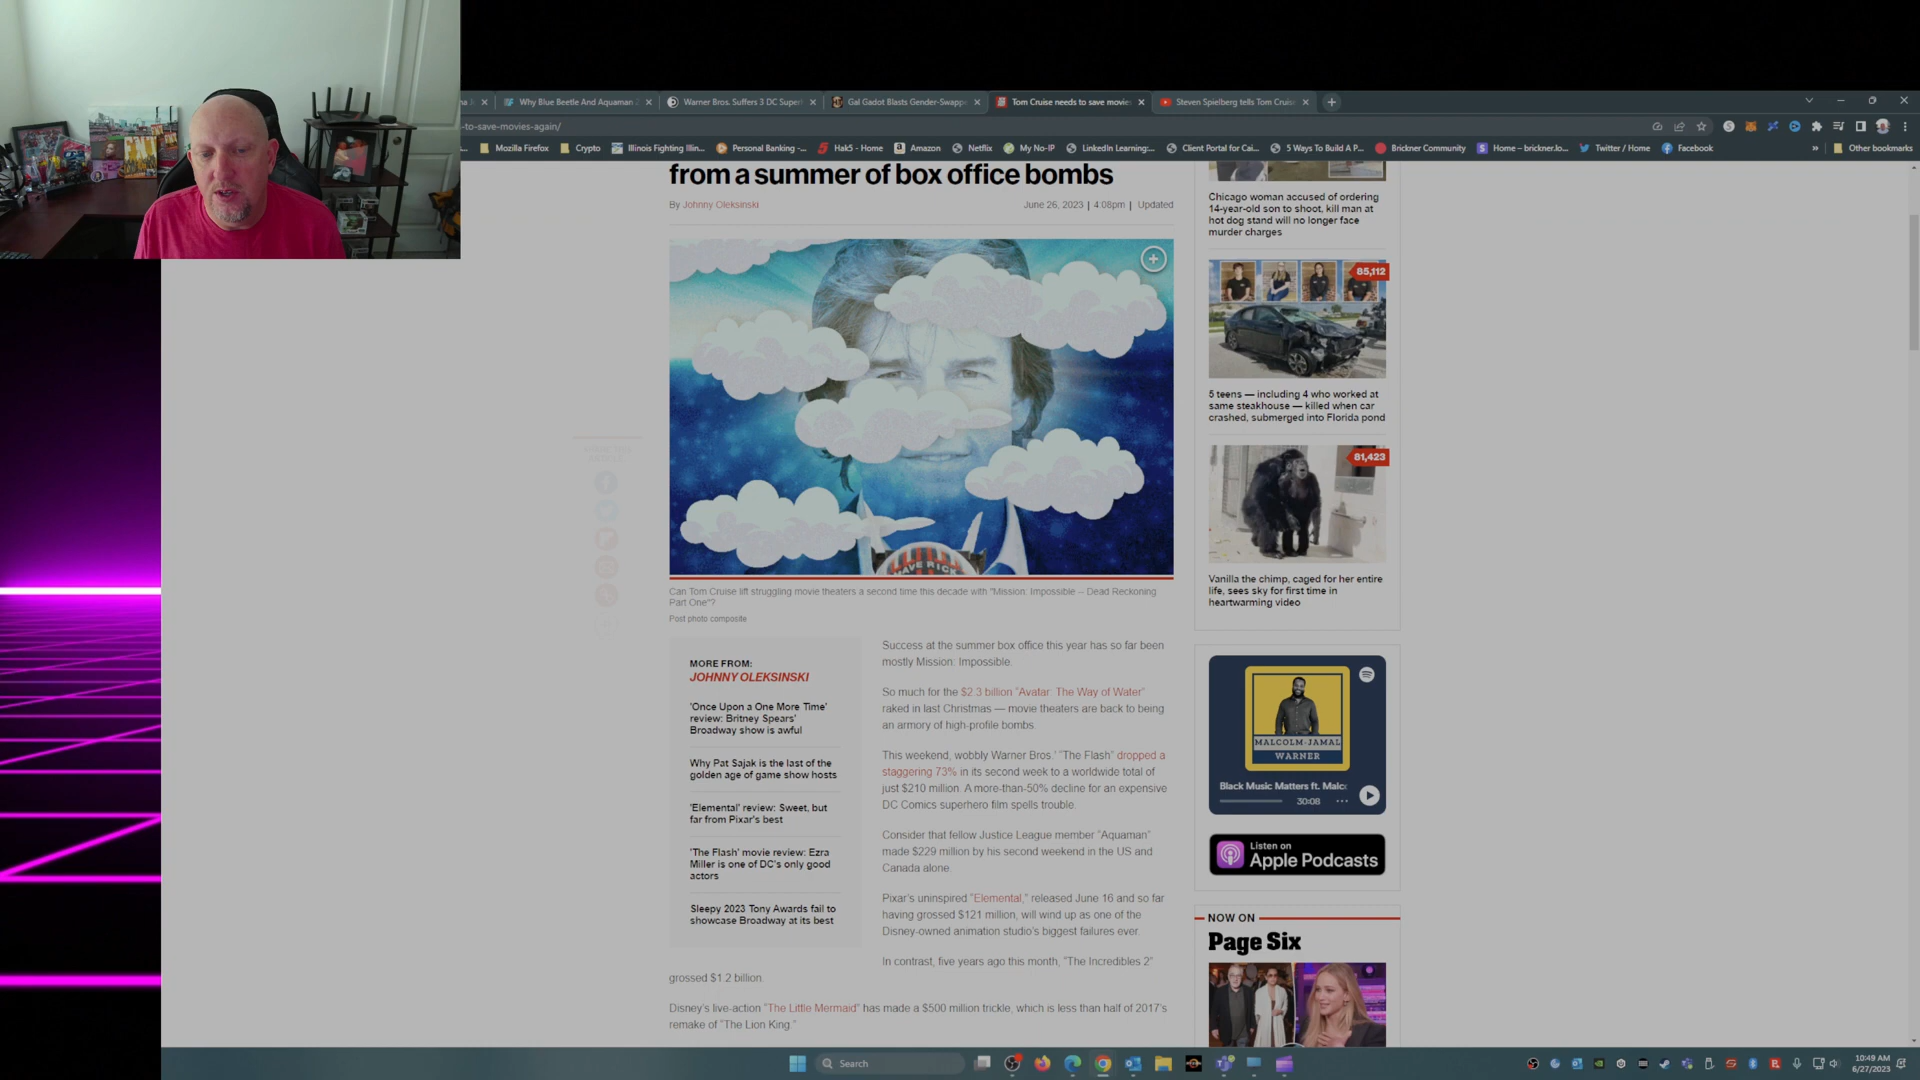 Why Blue Beetle And Aquaman 2
Warner Bros. Suffers 3 DC Super
Gal Gadot Blasts Gender-Swappe
Tom Cruise needs to save movies
Steven Spielberg tells Tom Cruise
-to-save-movies-again/
Mozilla Firefox
Crypto
Illinois Fighting Illin...
Personal Banking -...
Hak5 - Home
Amazon
Netflix
My No-IP
LinkedIn Learning:...
Client Portal for Cai...
5 Ways To Build A P...
Brickner Community
Home – brickner.lo...
Twitter / Home
Facebook
»
Other bookmarks
from a summer of box office bombs
By Johnny Oleksinski
June 26, 2023 | 4:08pm | Updated
MAVERICK
Can Tom Cruise lift struggling movie theaters a second time this decade with "Mission: Impossible – Dead Reckoning
Part One"?
Post photo composite
MORE FROM:
JOHNNY OLEKSINSKI
'Once Upon a One More Time'
review: Britney Spears'
Broadway show is awful
Why Pat Sajak is the last of the
golden age of game show hosts
'Elemental' review: Sweet, but
far from Pixar's best
'The Flash' movie review: Ezra
Miller is one of DC's only good
actors
Sleepy 2023 Tony Awards fail to
showcase Broadway at its best
Success at the summer box office this year has so far been
mostly Mission: Impossible.
So much for the $2.3 billion "Avatar: The Way of Water"
raked in last Christmas — movie theaters are back to being
an armory of high-profile bombs.
This weekend, wobbly Warner Bros.' "The Flash" dropped a
staggering 73% in its second week to a worldwide total of
just $210 million. A more-than-50% decline for an expensive
DC Comics superhero film spells trouble.
Consider that fellow Justice League member "Aquaman"
made $229 million by his second weekend in the US and
Canada alone.
Pixar's uninspired "Elemental," released June 16 and so far
having grossed $121 million, will wind up as one of the
Disney-owned animation studio's biggest failures ever.
In contrast, five years ago this month, "The Incredibles 2"
grossed $1.2 billion.
Disney's live-action "The Little Mermaid" has made a $500 million trickle, which is less than half of 2017's
remake of "The Lion King."
Chicago woman accused of ordering
14-year-old son to shoot, kill man at
hot dog stand will no longer face
murder charges
85,112
5 teens — including 4 who worked at
same steakhouse — killed when car
crashed, submerged into Florida pond
81,423
Vanilla the chimp, caged for her entire
life, sees sky for first time in
heartwarming video
MALCOLM-JAMAL
WARNER
Black Music Matters ft. Malc
30:08
Listen on
Apple Podcasts
NOW ON
Page Six
Search
10:49 AM
6/27/2023